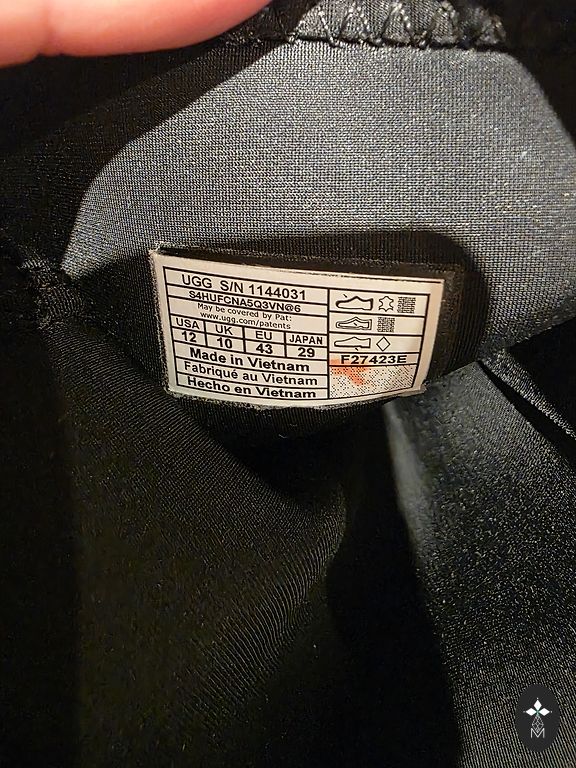 UGG S/N 1144031
S4HUFCNA5Q3VN@6
May be covered by Pat:
www.ugg.com/patents
USA UK EU JAPAN
12 10 43 29
Made in Vietnam
Fabriqué au Vietnam
Hecho en Vietnam
F27423E
M